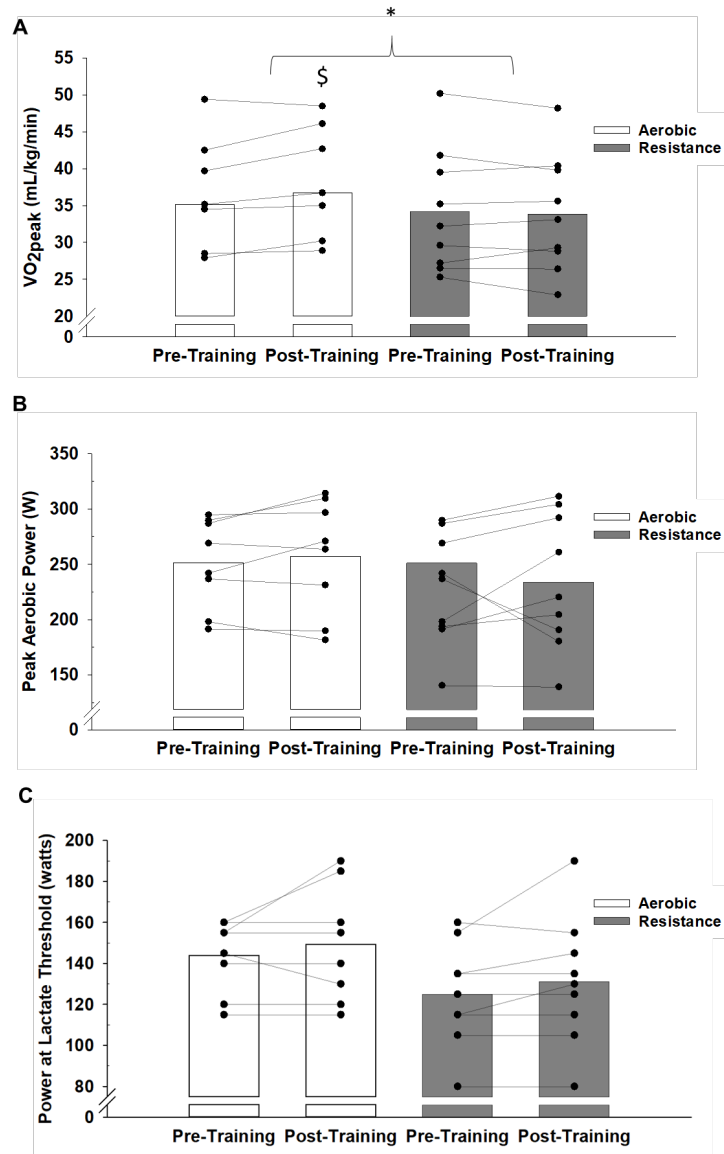 A
*
$
VO2peak (mL/kg/min)
55
50
45
40
35
30
25
20
0
Pre-Training Post-Training Pre-Training Post-Training
Aerobic
Resistance
B
Peak Aerobic Power (W)
350
300
250
200
150
0
Pre-Training Post-Training Pre-Training Post-Training
Aerobic
Resistance
C
Power at Lactate Threshold (watts)
200
180
160
140
120
100
80
0
Pre-Training Post-Training Pre-Training Post-Training
Aerobic
Resistance